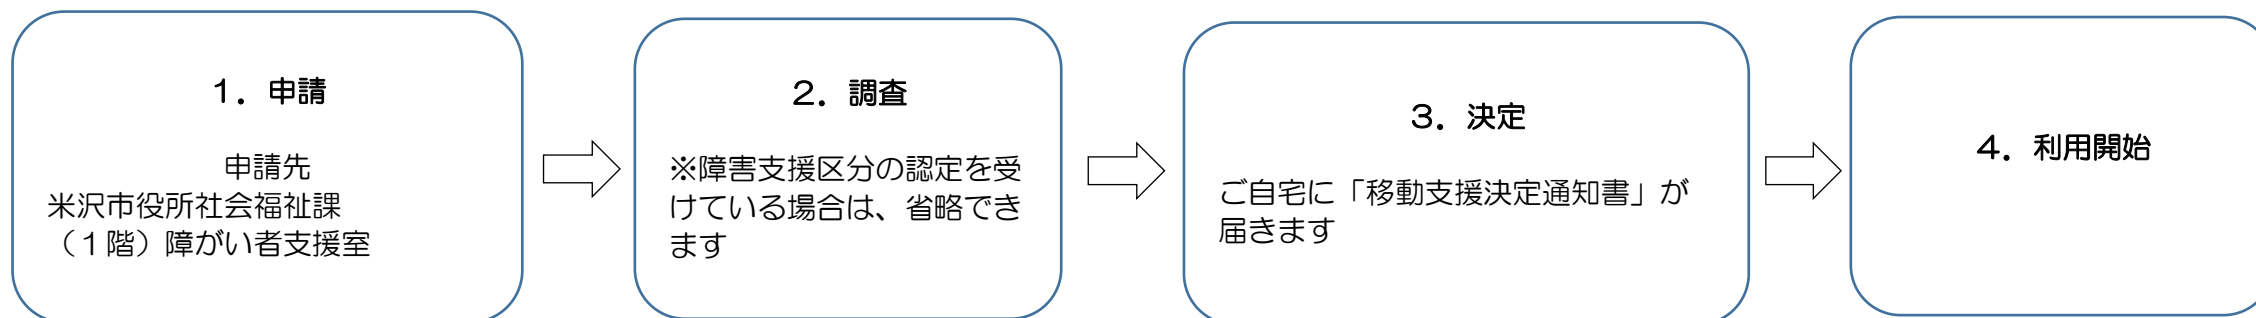 １．申請
申請先
米沢市役所社会福祉課
（１階）障がい者支援室
２．調査
※障害支援区分の認定を受
けている場合は、省略でき
ます
３．決定
ご自宅に「移動支援決定通知書」が
届きます
４．利用開始